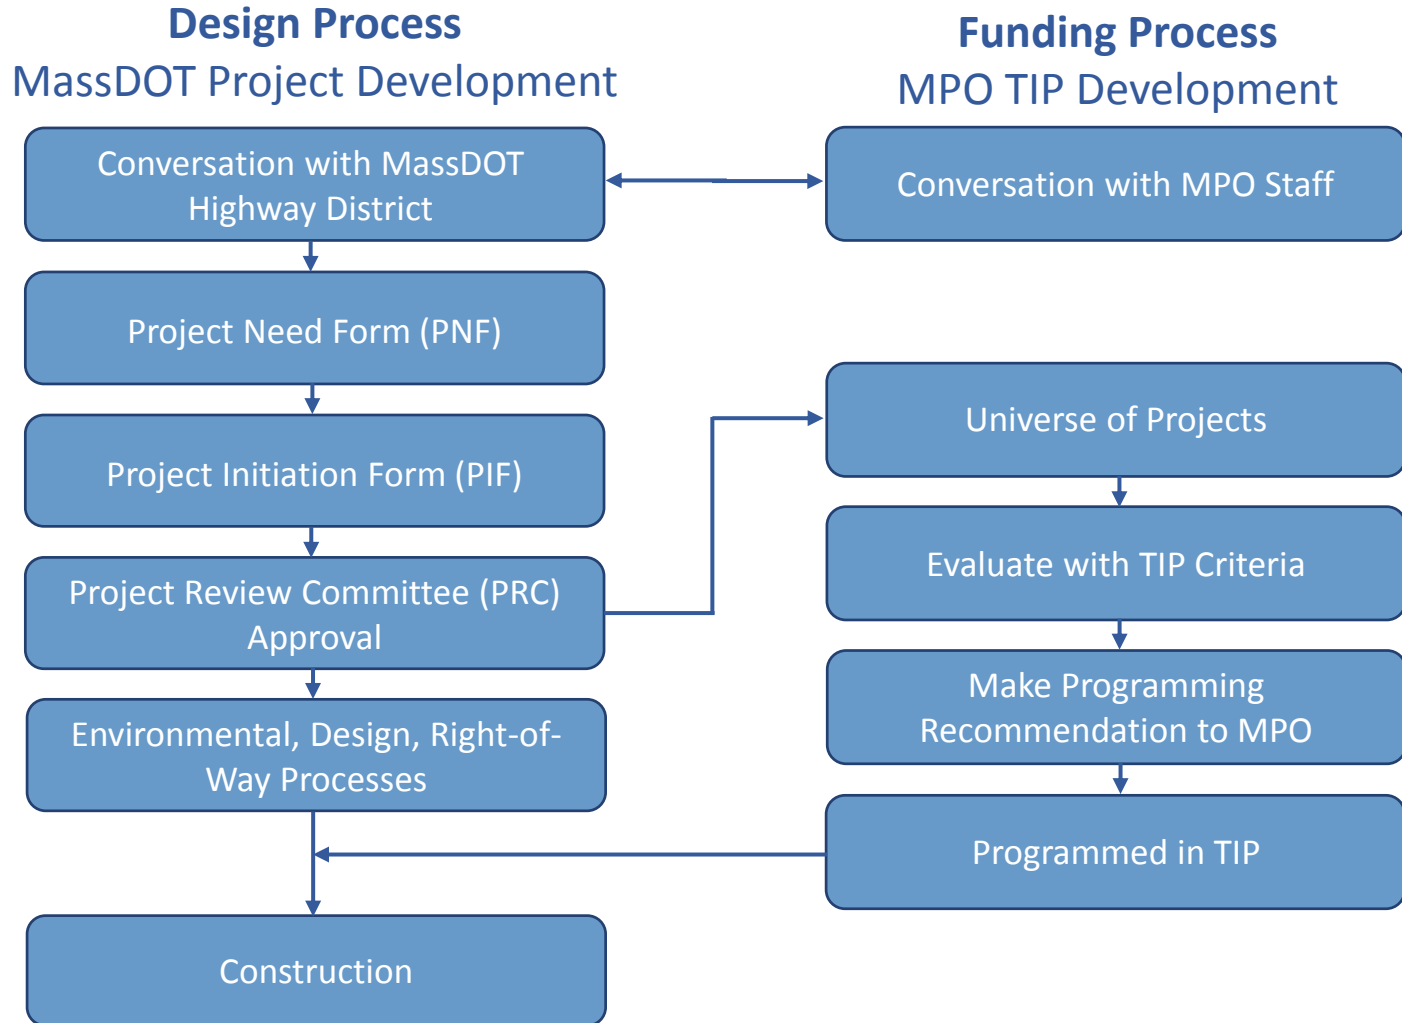 Design Process
MassDOT Project Development
Conversation with MassDOT
Highway District
Project Need Form (PNF)
Project Initiation Form (PIF)
Project Review Committee (PRC)
Approval
Environmental, Design, Right-of-
Way Processes
Construction
Funding Process
MPO TIP Development
Conversation with MPO Staff
Universe of Projects
Evaluate with TIP Criteria
Make Programming
Recommendation to MPO
Programmed in TIP